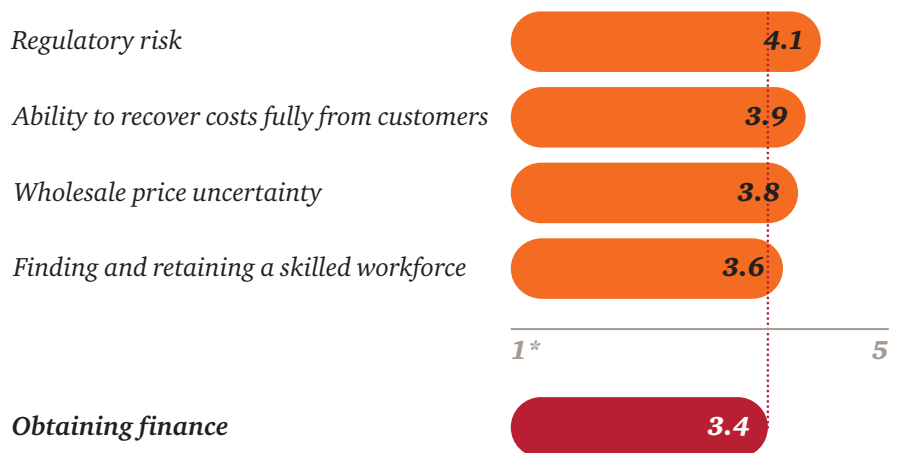 Regulatory risk 4.1
Ability to recover costs fully from customers 3.9
Wholesale price uncertainty 3.8
Finding and retaining a skilled workforce 3.6
1* 5
Obtaining finance 3.4